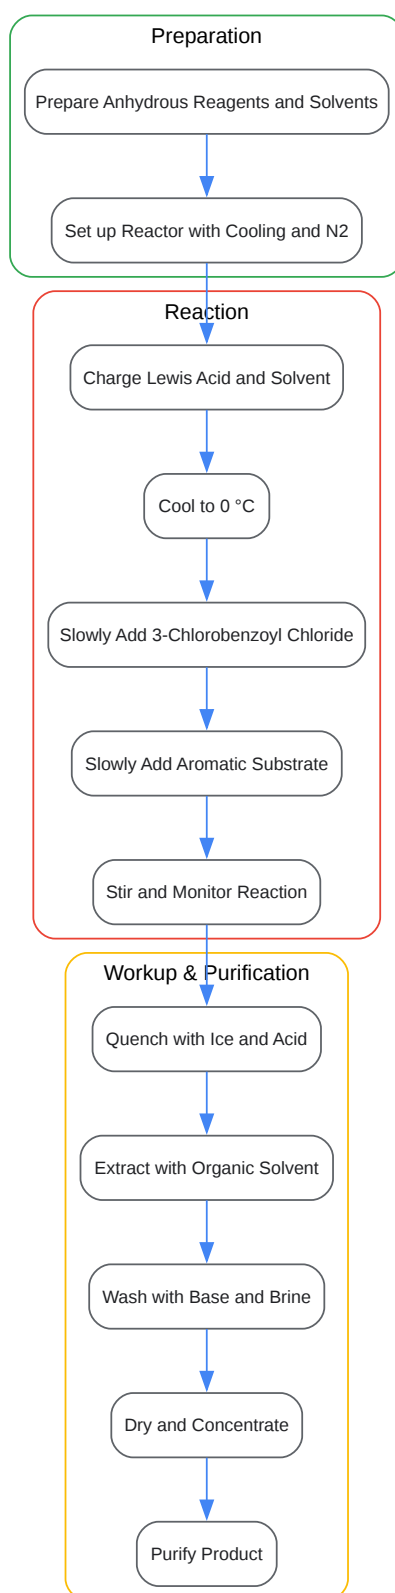 Preparation
Prepare Anhydrous Reagents and Solvents
Set up Reactor with Cooling and N2
Reaction
Charge Lewis Acid and Solvent
Cool to 0 °C
Slowly Add 3-Chlorobenzoyl Chloride
Slowly Add Aromatic Substrate
Stir and Monitor Reaction
Workup & Purification
Quench with Ice and Acid
Extract with Organic Solvent
Wash with Base and Brine
Dry and Concentrate
Purify Product